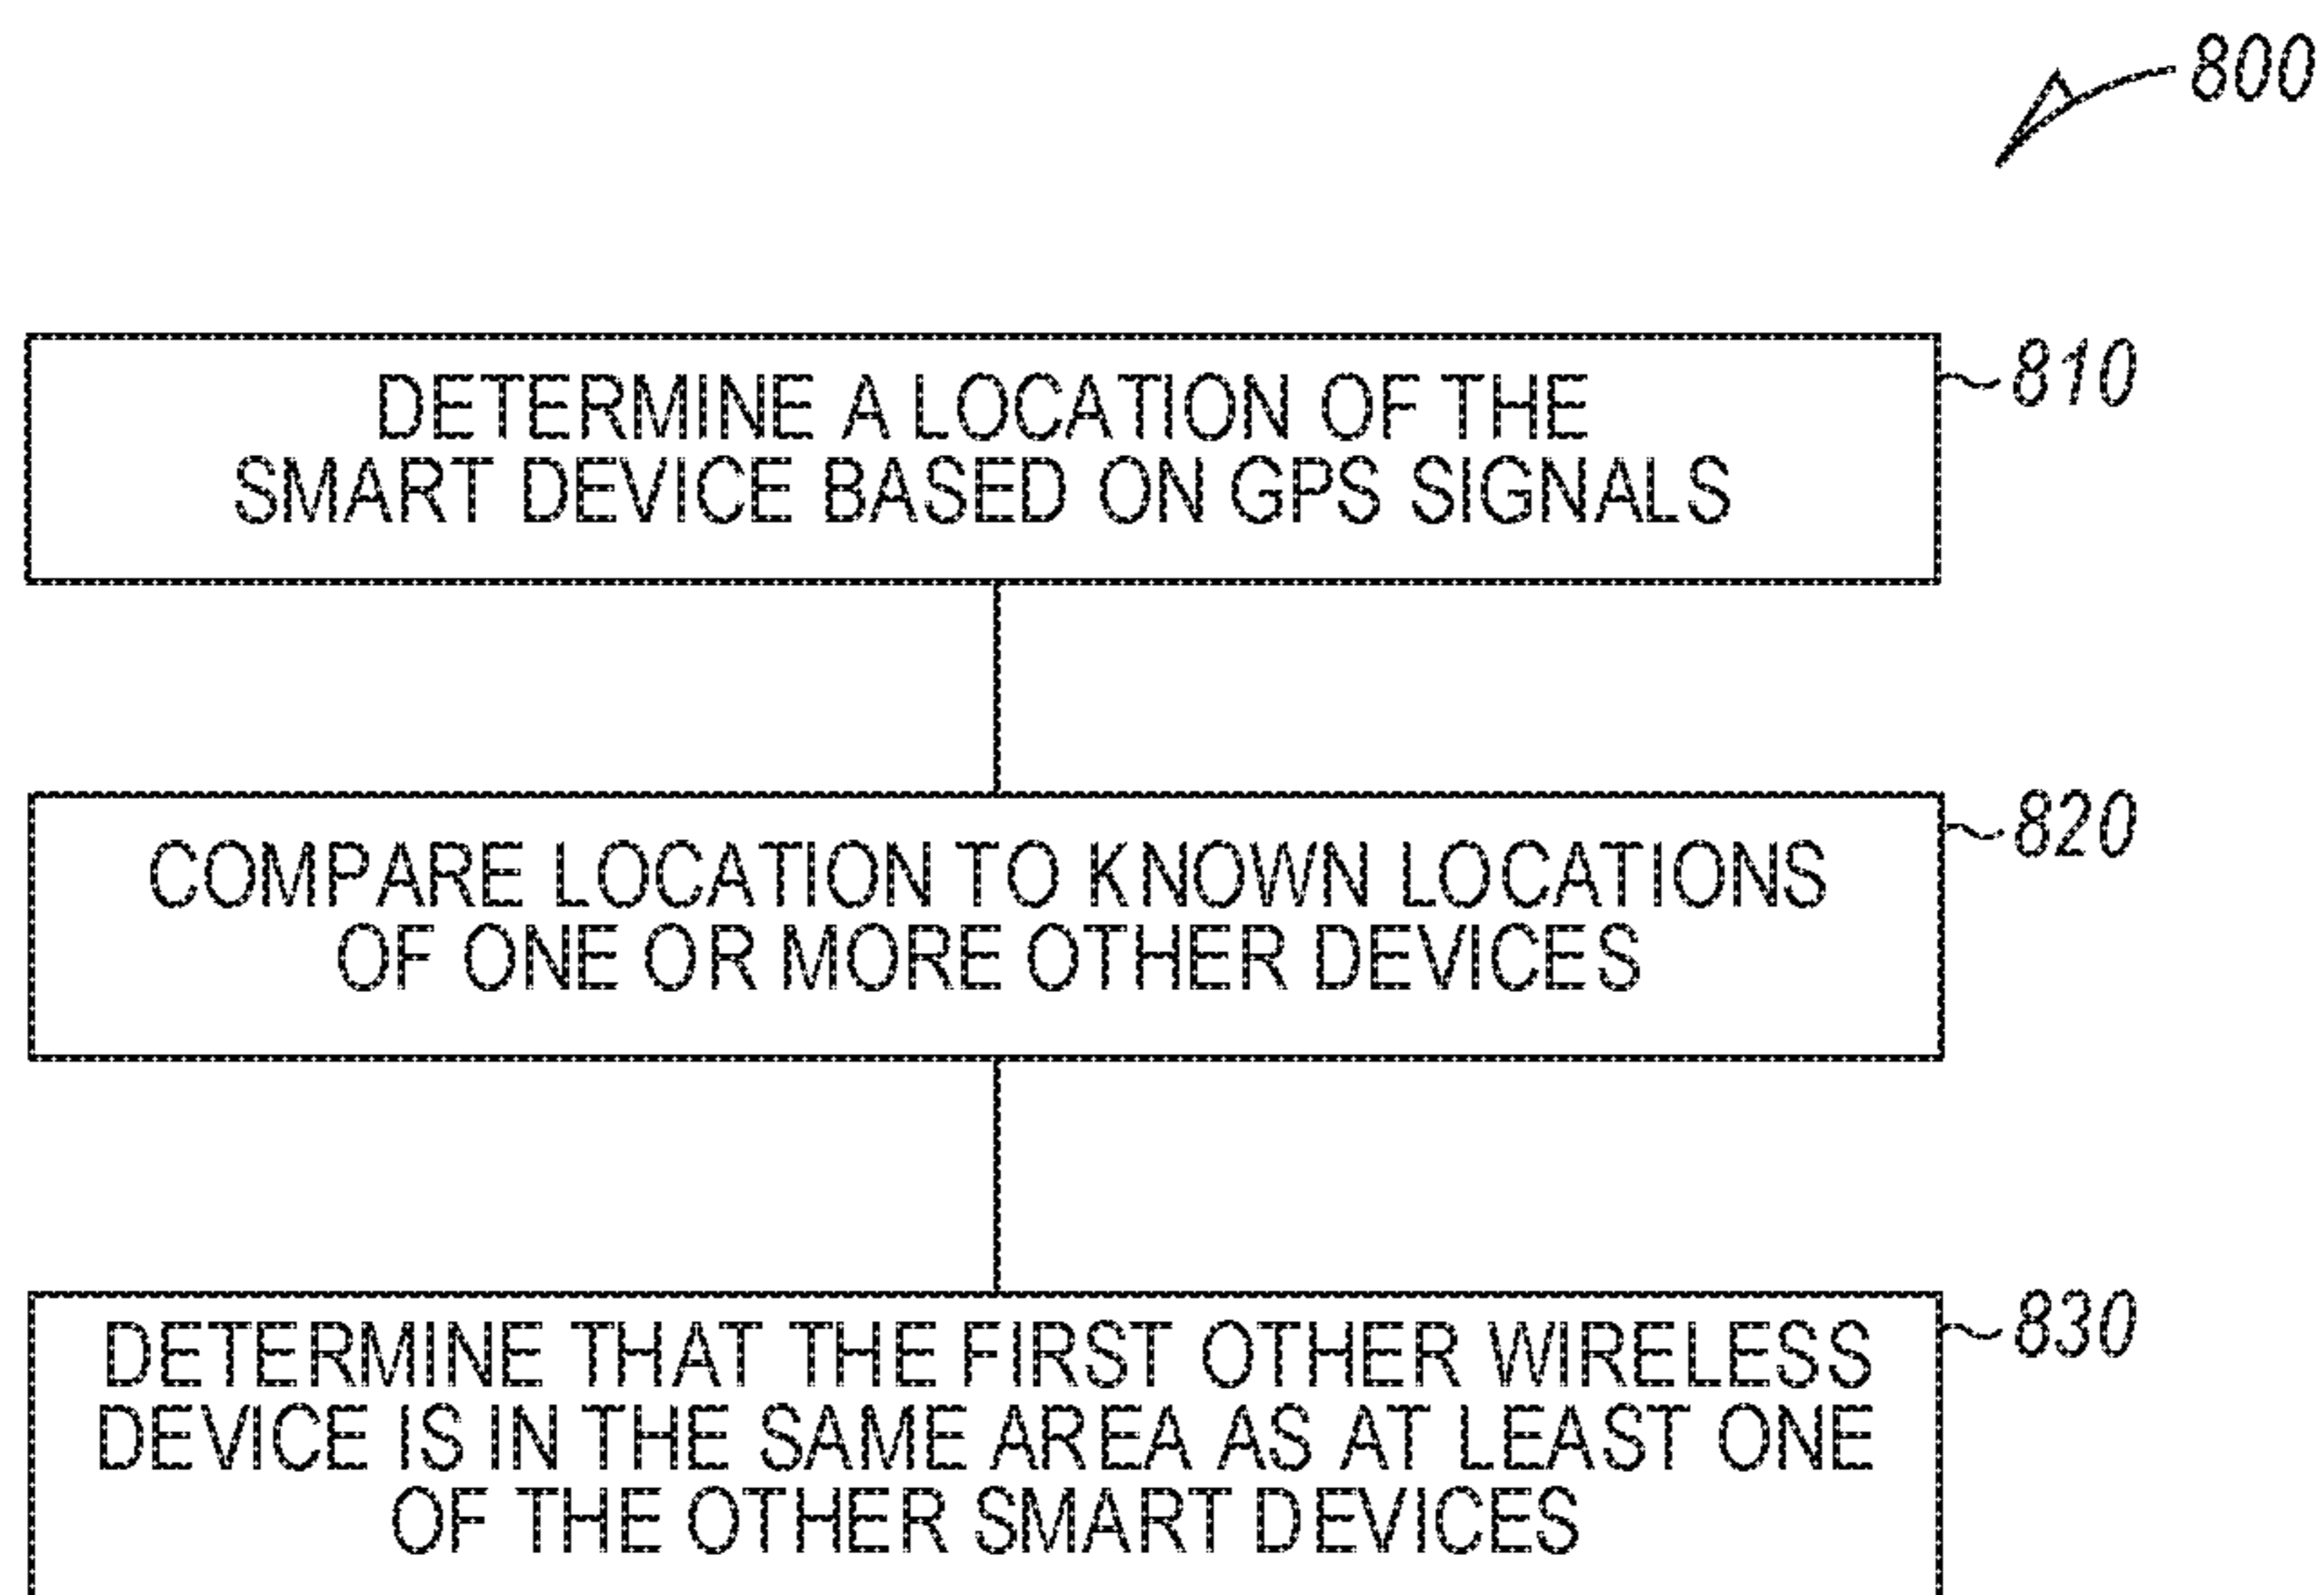 800
DETERMINE A LOCATION OF THE
SMART DEVICE BASED ON GPS SIGNALS
810
COMPARE LOCATION TO KNOWN LOCATIONS
OF ONE OR MORE OTHER DEVICES
820
DETERMINE THAT THE FIRST OTHER WIRELESS
DEVICE IS IN THE SAME AREA AS AT LEAST ONE
OF THE OTHER SMART DEVICES
830